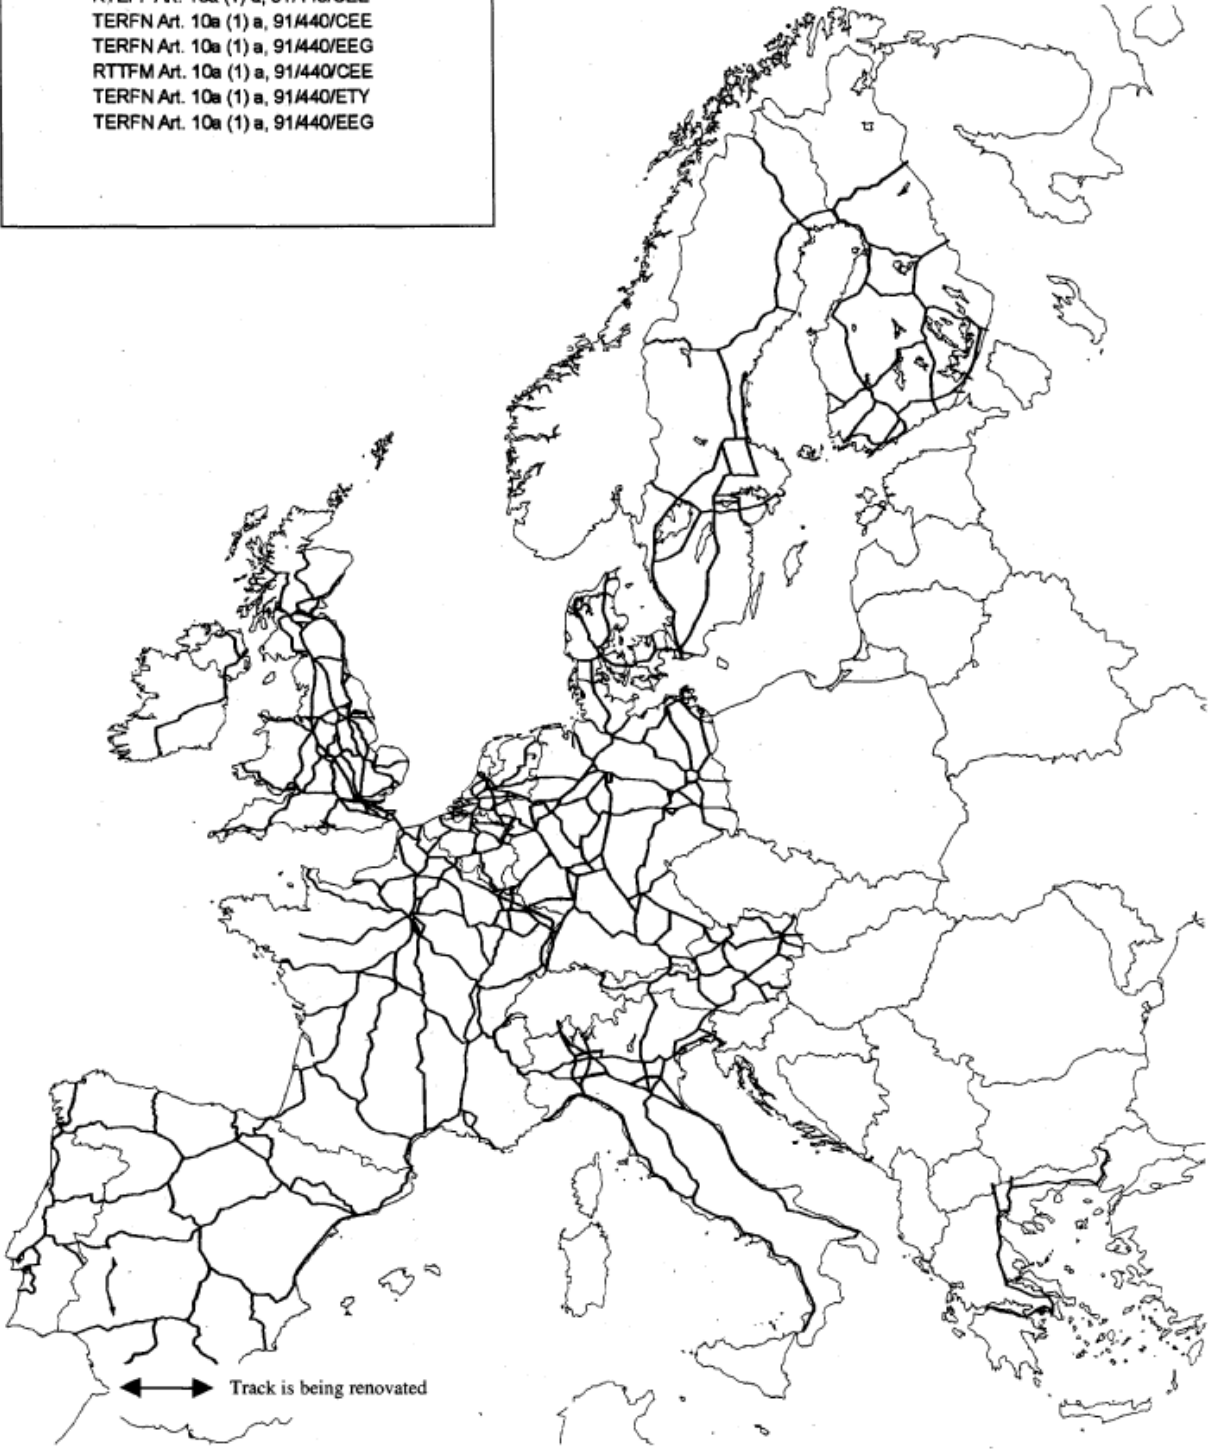 TERFN Art. 10a (1) a, 91/440/CEE
TERFN Art. 10a (1) a, 91/440/EEG
RTTFM Art. 10a (1) a, 91/440/CEE
TERFN Art. 10a (1) a, 91/440/ETY
TERFN Art. 10a (1) a, 91/440/EEG
Track is being renovated